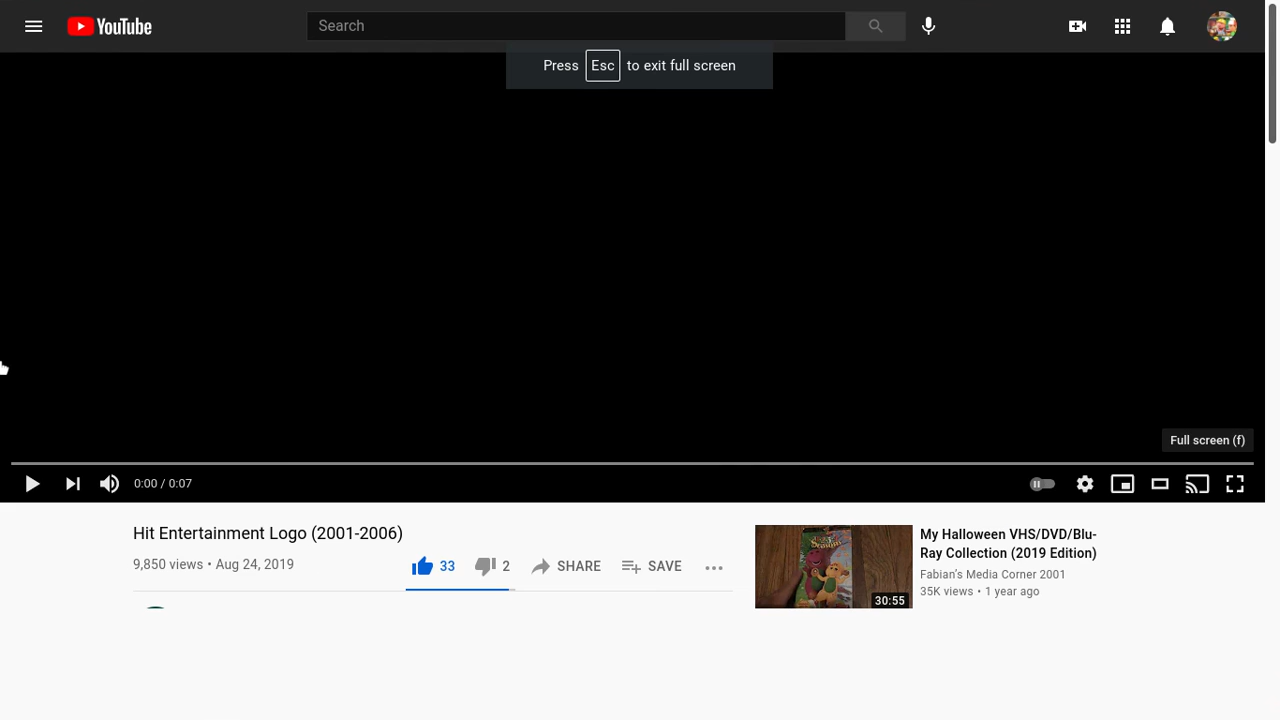 YouTube
Search
Press Esc to exit full screen
Full screen (f)
0:00 / 0:07
Hit Entertainment Logo (2001-2006)
9,850 views • Aug 24, 2019
33
2
SHARE
SAVE
My Halloween VHS/DVD/Blu-
Ray Collection (2019 Edition)
Fabian's Media Corner 2001
35K views • 1 year ago
30:55